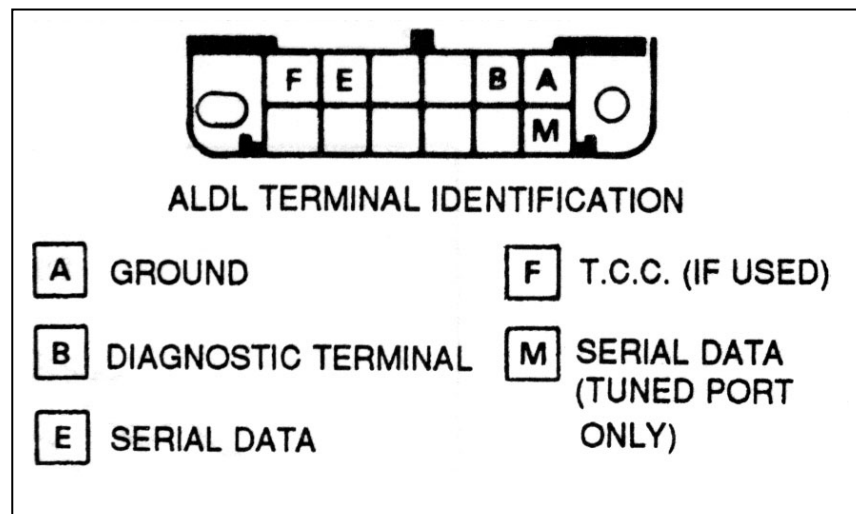 F E B A
M
ALDL TERMINAL IDENTIFICATION
A GROUND
F T.C.C. (IF USED)
B DIAGNOSTIC TERMINAL
M SERIAL DATA
(TUNED PORT
ONLY)
E SERIAL DATA